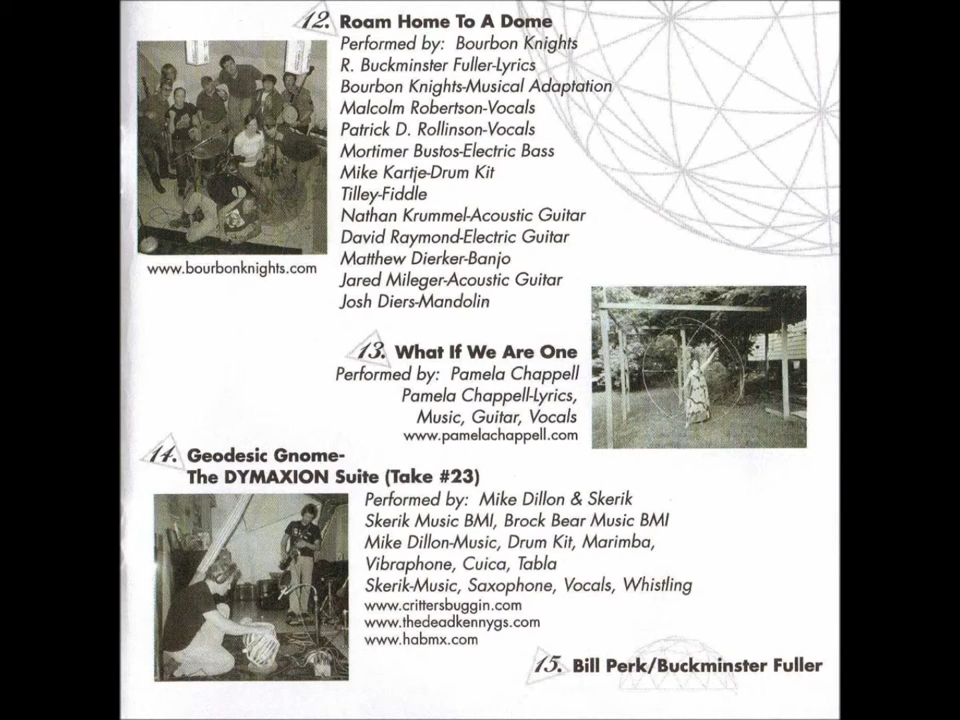 12. Roam Home To A Dome
Performed by: Bourbon Knights
R. Buckminster Fuller-Lyrics
Bourbon Knights-Musical Adaptation
Malcolm Robertson-Vocals
Patrick D. Rollinson-Vocals
Mortimer Bustos-Electric Bass
Mike Kartje-Drum Kit
Tilley-Fiddle
Nathan Krummel-Acoustic Guitar
David Raymond-Electric Guitar
Matthew Dierker-Banjo
Jared Mileger-Acoustic Guitar
Josh Diers-Mandolin
www.bourbonknights.com
13. What If We Are One
Performed by: Pamela Chappell
Pamela Chappell-Lyrics,
Music, Guitar, Vocals
www.pamelachappell.com
14. Geodesic Gnome-
The DYMAXION Suite (Take #23)
Performed by: Mike Dillon & Skerik
Skerik Music BMI, Brock Bear Music BMI
Mike Dillon-Music, Drum Kit, Marimba,
Vibraphone, Cuica, Tabla
Skerik-Music, Saxophone, Vocals, Whistling
www.crittersbuggin.com
www.thedeadkennygs.com
www.habmx.com
15. Bill Perk/Buckminster Fuller